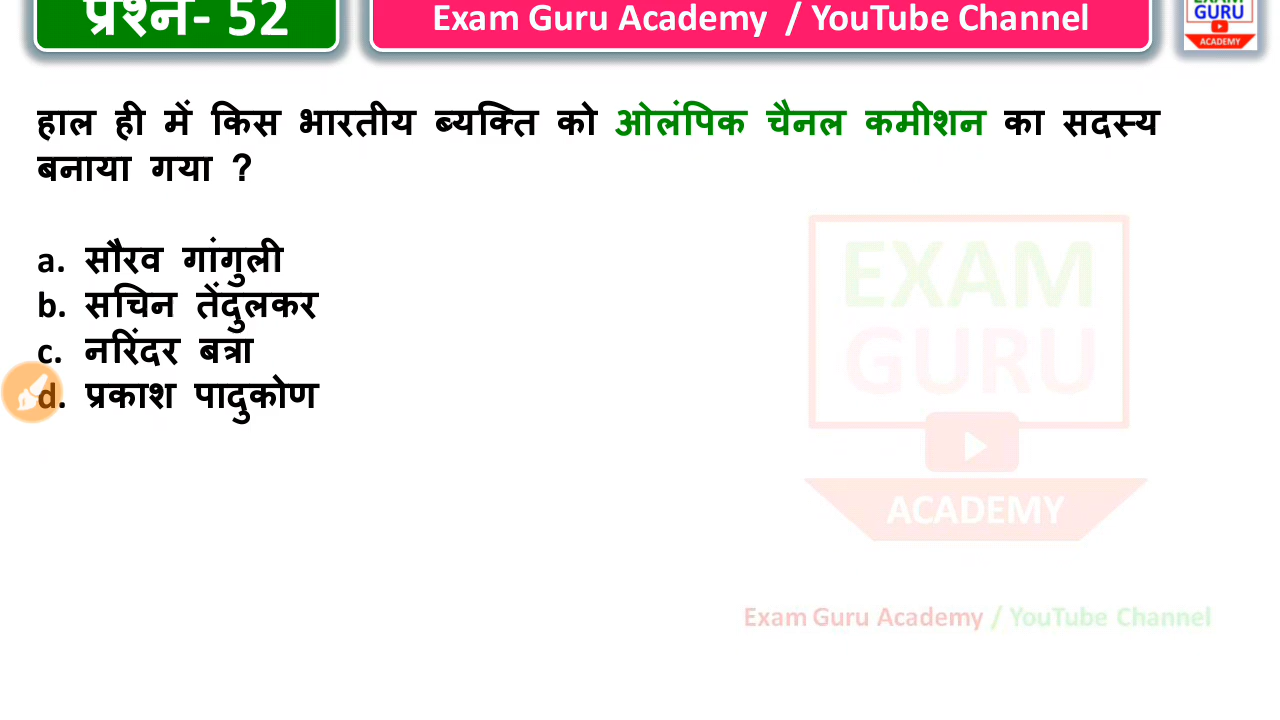 प्रश्न- 52
Exam Guru Academy / YouTube Channel
EXAM
GURU
ACADEMY
हाल ही में किस भारतीय ब्यक्ति को ओलंपिक चैनल कमीशन का सदस्य
बनाया गया ?
a. सौरव गांगुली
b. सचिन तेंदुलकर
c. नरिंदर बत्रा
d. प्रकाश पादुकोण
EXAM
GURU
ACADEMY
Exam Guru Academy / YouTube Channel